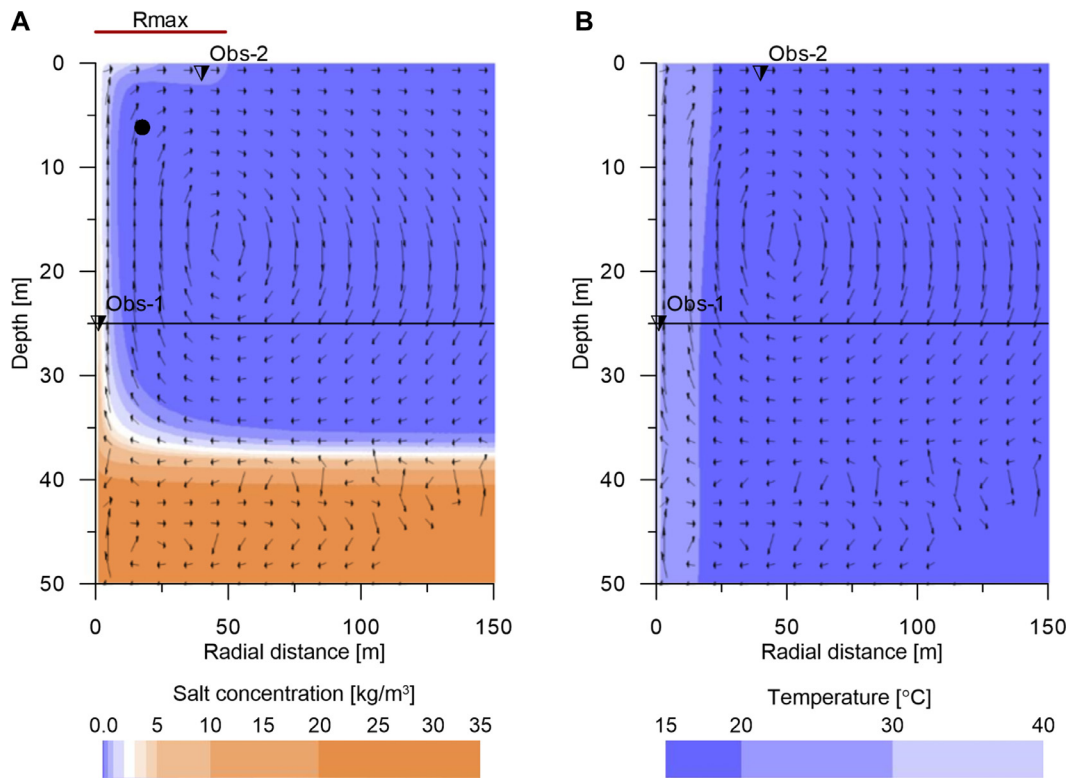 A
Rmax
Obs-2
0
10
20
30
40
50
Depth [m]
Obs-1
0 50 100 150
Radial distance [m]
Salt concentration [kg/m³]
0.0 5 10 15 20 25 30 35
B
Obs-2
0
10
20
30
40
50
Depth [m]
Obs-1
0 50 100 150
Radial distance [m]
Temperature [°C]
15 20 30 40